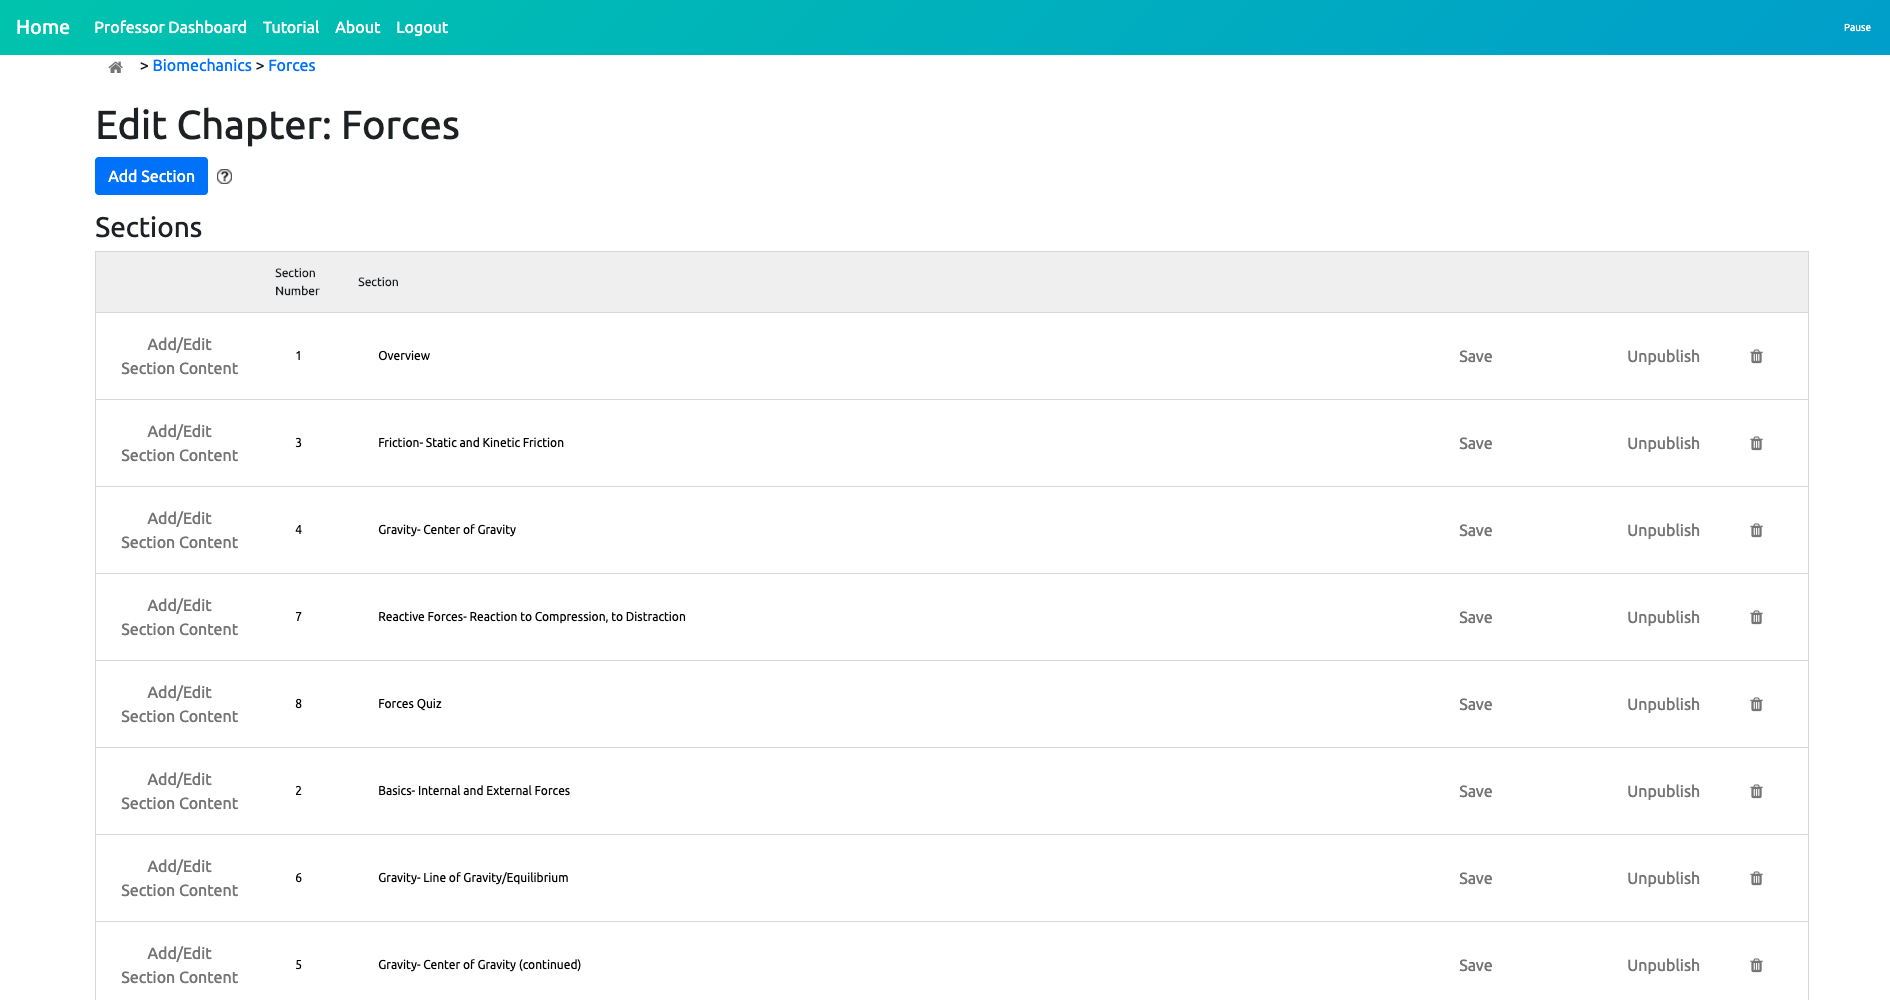 Home Professor Dashboard Tutorial About Logout Pause
> Biomechanics > Forces
Edit Chapter: Forces
Add Section
Sections
Section Number Section
Add/Edit Section Content 1 Overview Save Unpublish
Add/Edit Section Content 3 Friction- Static and Kinetic Friction Save Unpublish
Add/Edit Section Content 4 Gravity- Center of Gravity Save Unpublish
Add/Edit Section Content 7 Reactive Forces- Reaction to Compression, to Distraction Save Unpublish
Add/Edit Section Content 8 Forces Quiz Save Unpublish
Add/Edit Section Content 2 Basics- Internal and External Forces Save Unpublish
Add/Edit Section Content 6 Gravity- Line of Gravity/Equilibrium Save Unpublish
Add/Edit Section Content 5 Gravity- Center of Gravity (continued) Save Unpublish